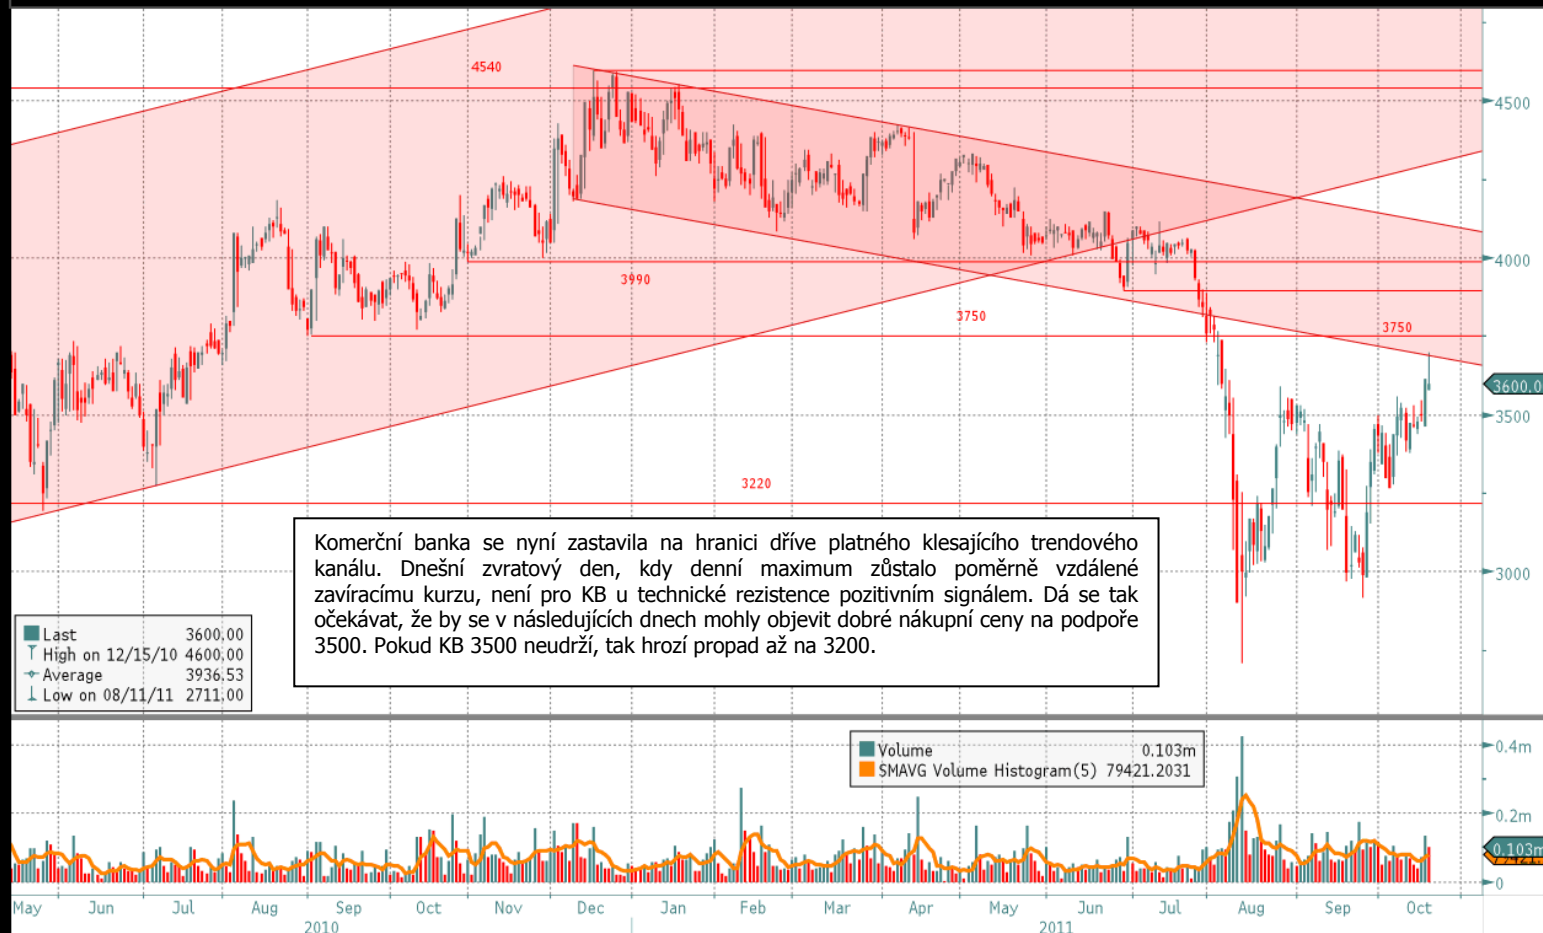 4540
4500
4000
3990
3750
3750
3600.0
3500
3220
3000
Komerční banka se nyní zastavila na hranici dříve platného klesajícího trendového
kanálu. Dnešní zvratový den, kdy denní maximum zůstalo poměrně vzdálené
zavíracímu kurzu, není pro KB u technické rezistence pozitivním signálem. Dá se tak
očekávat, že by se v následujících dnech mohly objevit dobré nákupní ceny na podpoře
3500. Pokud KB 3500 neudrží, tak hrozí propad až na 3200.
Last 3600.00
High on 12/15/10 4600.00
Average 3936.53
Low on 08/11/11 2711.00
Volume 0.103m
SMAVG Volume Histogram(5) 79421.2031
0.4m
0.2m
0.103m
0
May Jun Jul Aug Sep Oct Nov Dec Jan Feb Mar Apr May Jun Jul Aug Sep Oct
2010 2011